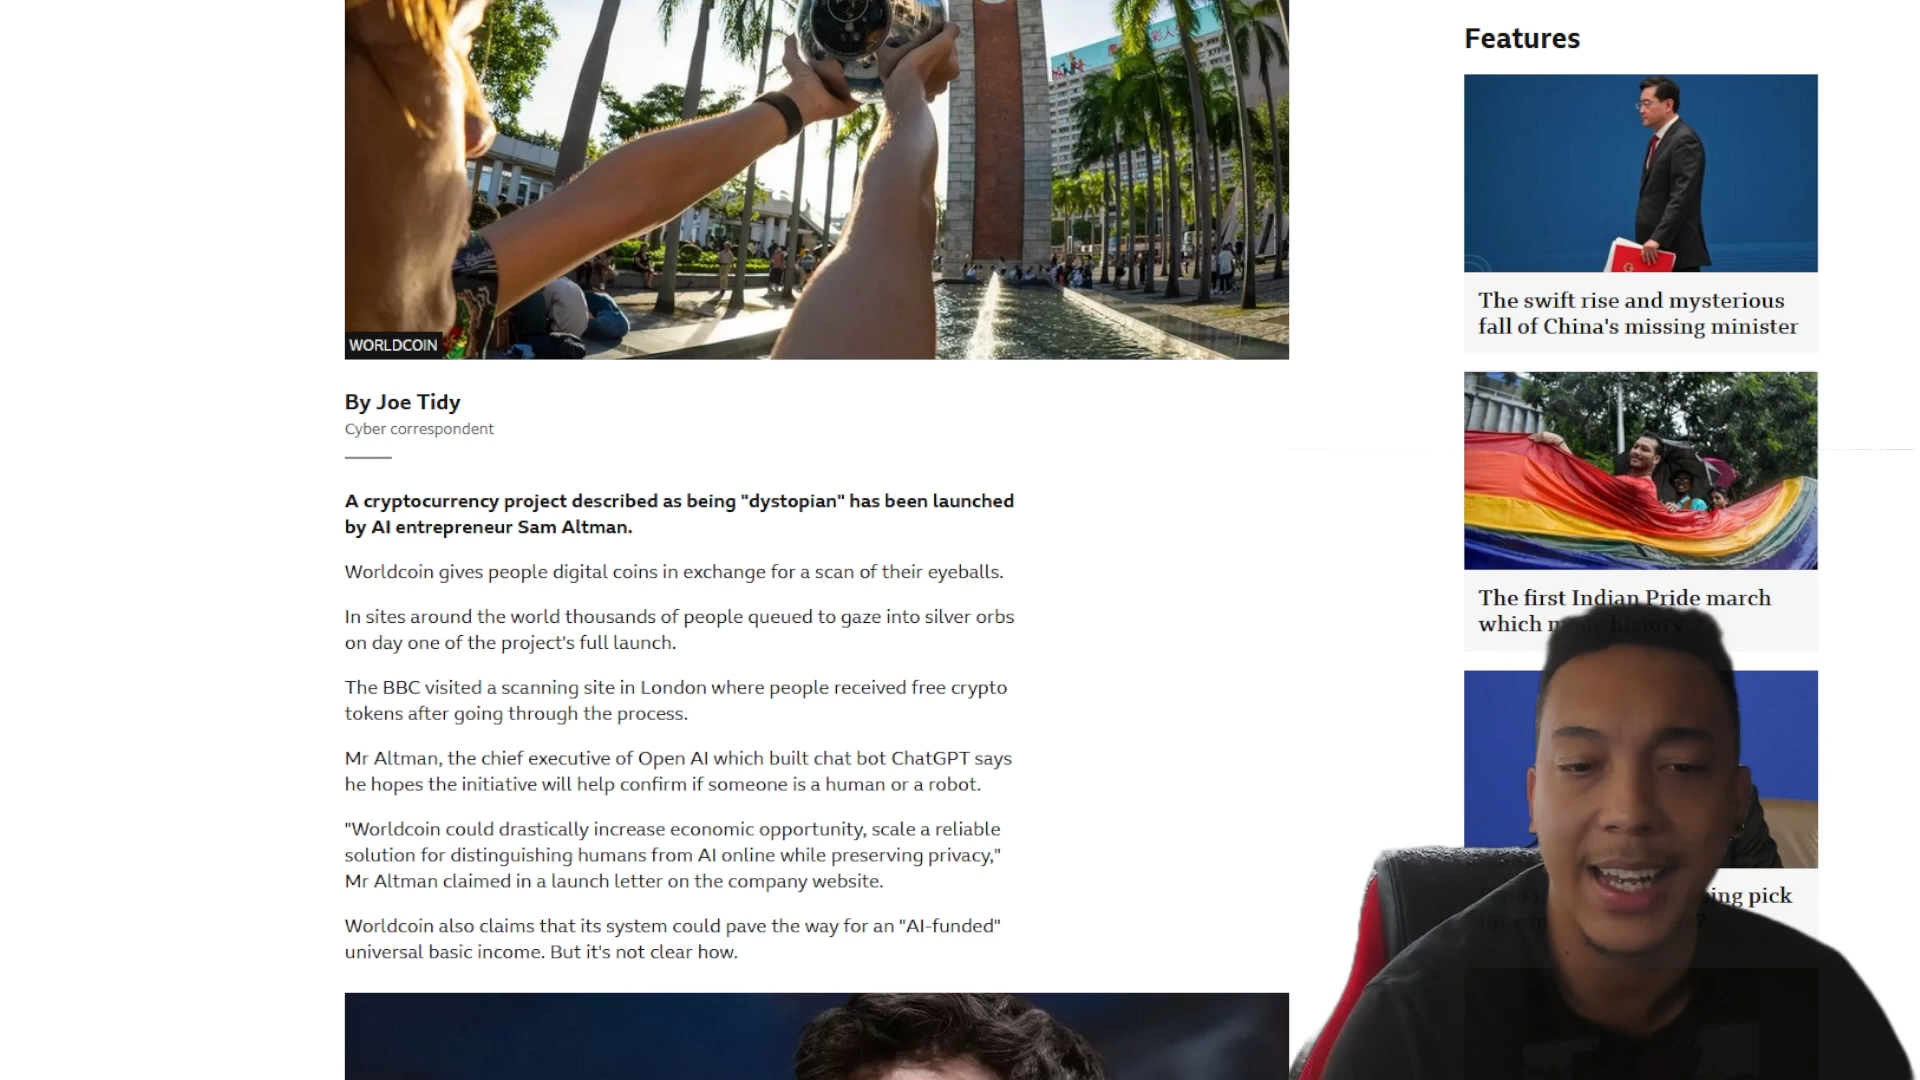 WORLDCOIN
By Joe Tidy
Cyber correspondent
A cryptocurrency project described as being "dystopian" has been launched
by AI entrepreneur Sam Altman.
Worldcoin gives people digital coins in exchange for a scan of their eyeballs.
In sites around the world thousands of people queued to gaze into silver orbs
on day one of the project's full launch.
The BBC visited a scanning site in London where people received free crypto
tokens after going through the process.
Mr Altman, the chief executive of Open AI which built chat bot ChatGPT says
he hopes the initiative will help confirm if someone is a human or a robot.
"Worldcoin could drastically increase economic opportunity, scale a reliable
solution for distinguishing humans from AI online while preserving privacy,"
Mr Altman claimed in a launch letter on the company website.
Worldcoin also claims that its system could pave the way for an "AI-funded"
universal basic income. But it's not clear how.
Features
The swift rise and mysterious
fall of China's missing minister
The first Indian Pride march
which made history
pick